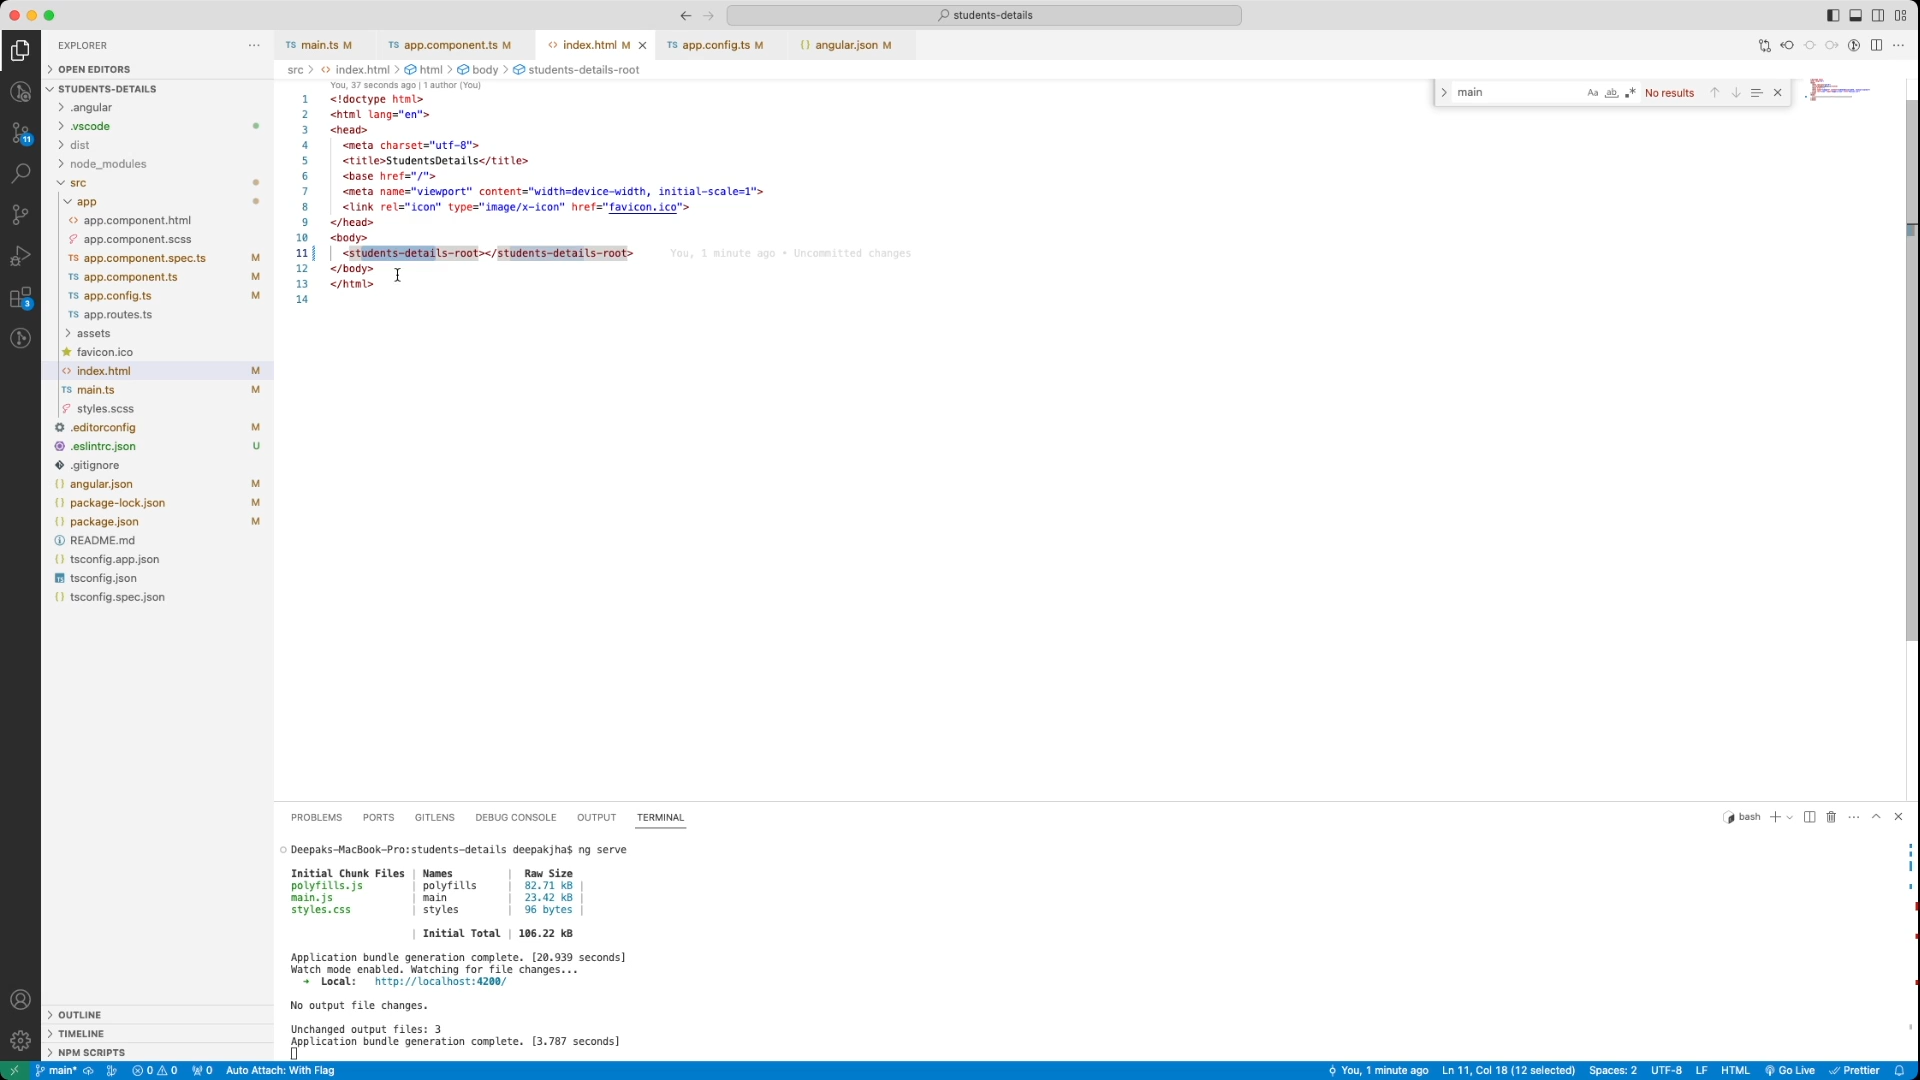 students-details
EXPLORER
main.ts M
app.component.ts M
index.html M
app.config.ts M
angular.json M
OPEN EDITORS
src > index.html > html > body > students-details-root
STUDENTS-DETAILS
.angular
.vscode
dist
node_modules
src
app
app.component.html
app.component.scss
TS app.component.spec.ts M
TS app.component.ts M
TS app.config.ts M
TS app.routes.ts
assets
favicon.ico
index.html M
TS main.ts M
styles.scss
.editorconfig M
.eslintrc.json U
.gitignore
angular.json M
package-lock.json M
package.json M
README.md
tsconfig.app.json
tsconfig.json
tsconfig.spec.json
OUTLINE
TIMELINE
NPM SCRIPTS
11
3
You, 37 seconds ago | 1 author (You)
1 <!doctype html>
2 <html lang="en">
3 <head>
4 <meta charset="utf-8">
5 <title>StudentsDetails</title>
6 <base href="/">
7 <meta name="viewport" content="width=device-width, initial-scale=1">
8 <link rel="icon" type="image/x-icon" href="favicon.ico">
9 </head>
10 <body>
11 <students-details-root></students-details-root> You, 1 minute ago • Uncommitted changes
12 </body>
13 </html>
14
main Aa ab .* No results
PROBLEMS PORTS GITLENS DEBUG CONSOLE OUTPUT TERMINAL
bash
Deepaks-MacBook-Pro:students-details deepakjha$ ng serve
Initial Chunk Files | Names | Raw Size
polyfills.js | polyfills | 82.71 kB |
main.js | main | 23.42 kB |
styles.css | styles | 96 bytes |
| Initial Total | 106.22 kB
Application bundle generation complete. [20.939 seconds]
Watch mode enabled. Watching for file changes...
➜ Local: http://localhost:4200/
No output file changes.
Unchanged output files: 3
Application bundle generation complete. [3.787 seconds]
main* 0 0 0 Auto Attach: With Flag You, 1 minute ago Ln 11, Col 18 (12 selected) Spaces: 2 UTF-8 LF HTML Go Live Prettier